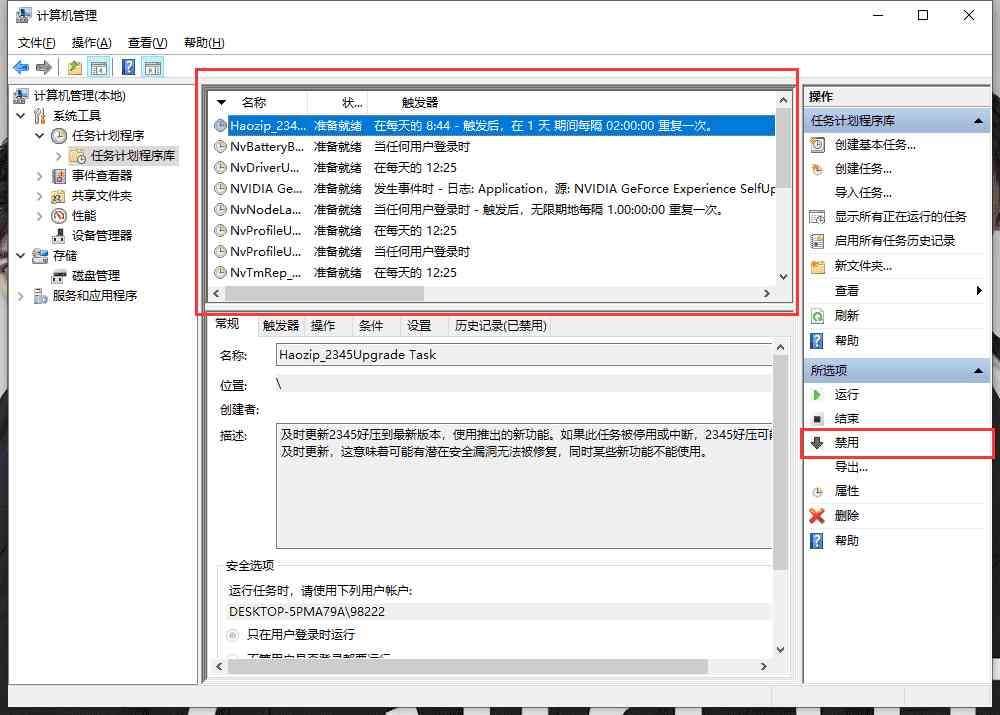 计算机管理
文件(F) 操作(A) 查看(V) 帮助(H)
计算机管理(本地)
系统工具
任务计划程序
任务计划程序库
事件查看器
共享文件夹
性能
设备管理器
存储
磁盘管理
服务和应用程序
名称 状... 触发器
Haozip_234... 准备就绪 在每天的 8:44 - 触发后，在 1 天 期间每隔 02:00:00 重复一次。
NvBatteryB... 准备就绪 当任何用户登录时
NvDriverU... 准备就绪 在每天的 12:25
NVIDIA Ge... 准备就绪 发生事件时 - 日志: Application，源: NVIDIA GeForce Experience SelfUp
NvNodeLa... 准备就绪 当任何用户登录时 - 触发后，无限期地每隔 1.00:00:00 重复一次。
NvProfileU... 准备就绪 在每天的 12:25
NvProfileU... 准备就绪 当任何用户登录时
NvTmRep_... 准备就绪 在每天的 12:25
常规 触发器 操作 条件 设置 历史记录(已禁用)
名称: Haozip_2345Upgrade Task
位置: \
创建者:
描述: 及时更新2345好压到最新版本，使用推出的新功能。如果此任务被停用或中断，2345好压可
及时更新，这意味着可能有潜在安全漏洞无法被修复，同时某些新功能不能使用。
安全选项
运行任务时，请使用下列用户帐户:
DESKTOP-5PMA79A\98222
只在用户登录时运行
不管用户是否登录都要运行
操作
任务计划程序库
创建基本任务...
创建任务...
导入任务...
显示所有正在运行的任务
启用所有任务历史记录
新文件夹...
查看
刷新
帮助
所选项
运行
结束
禁用
导出...
属性
删除
帮助